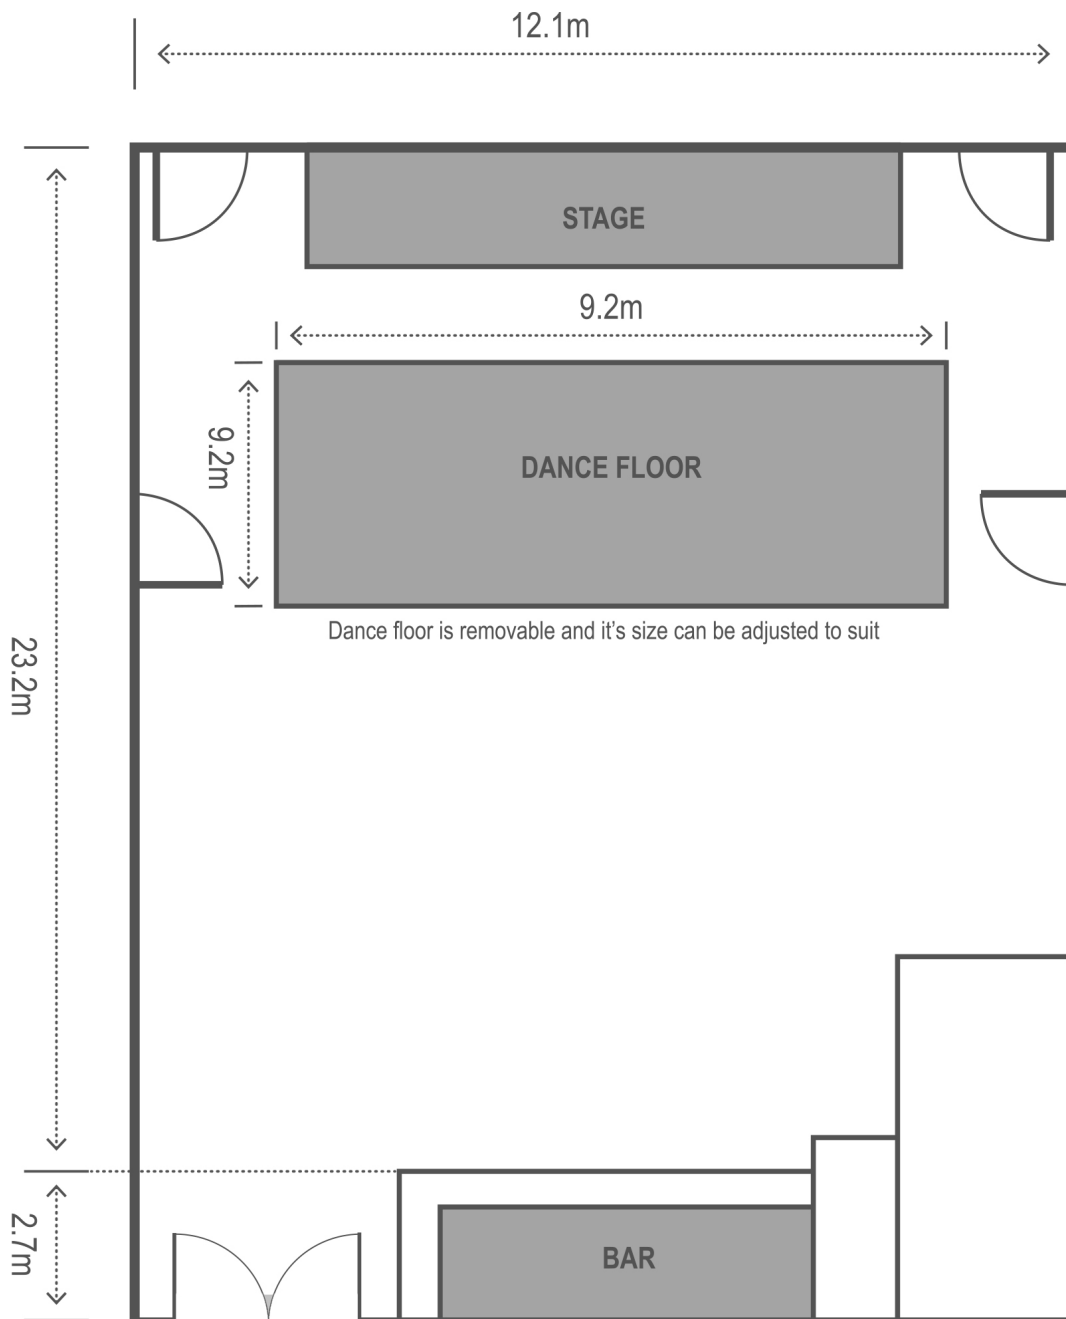 12.1m
STAGE
9.2m
9.2m
DANCE FLOOR
Dance floor is removable and it's size can be adjusted to suit
23.2m
2.7m
BAR